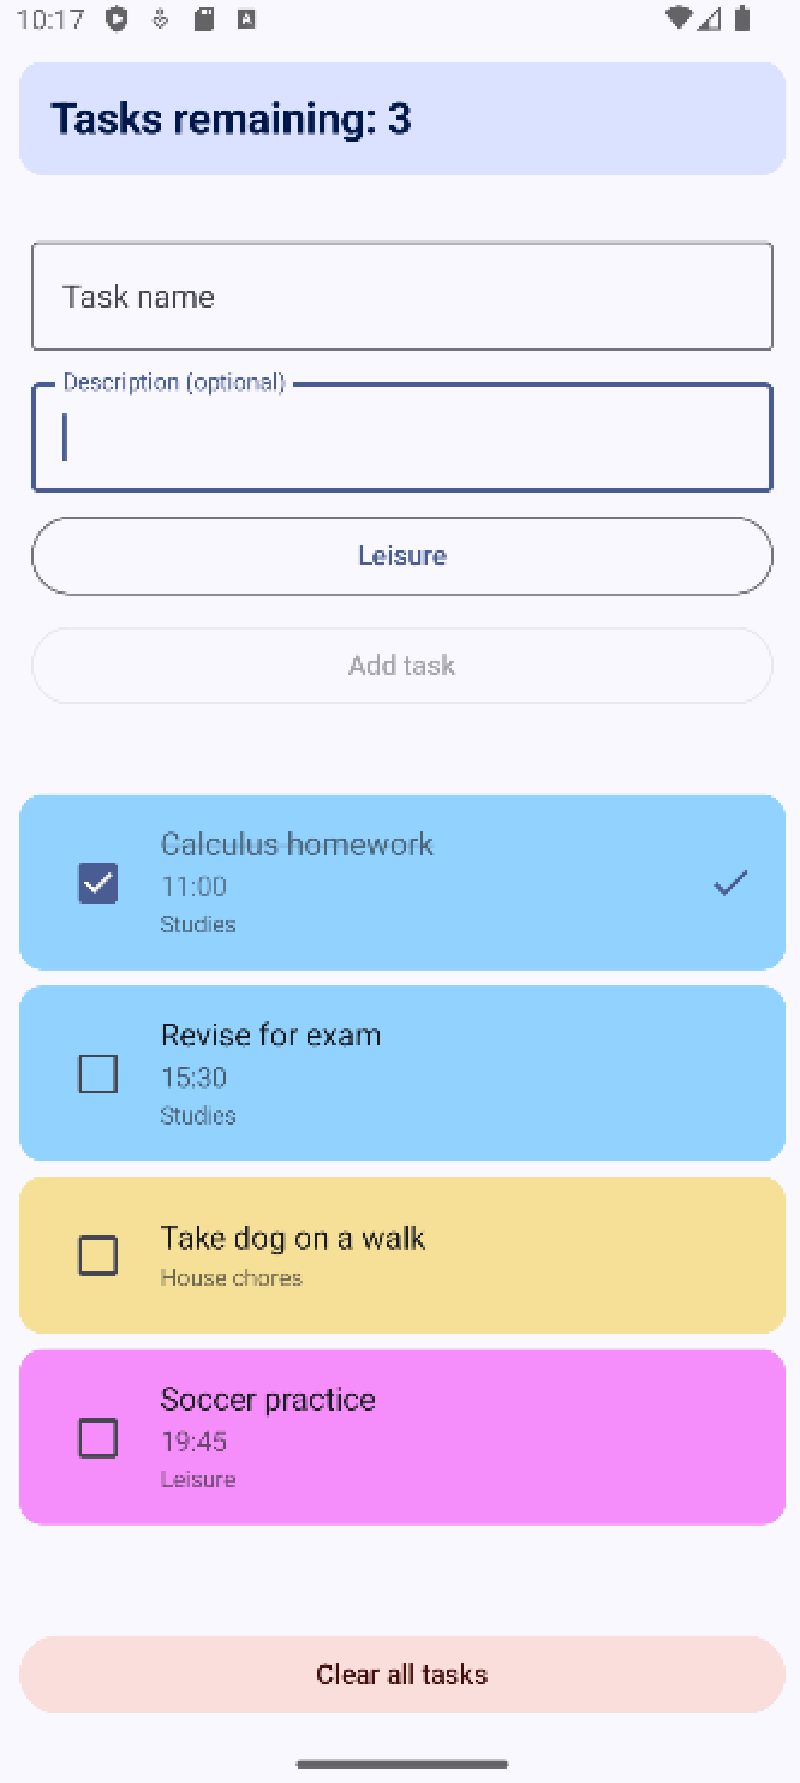 10:17
Tasks remaining: 3
Task name
Description (optional)
Leisure
Add task
Calculus homework
11:00
Studies
Revise for exam
15:30
Studies
Take dog on a walk
House chores
Soccer practice
19:45
Leisure
Clear all tasks